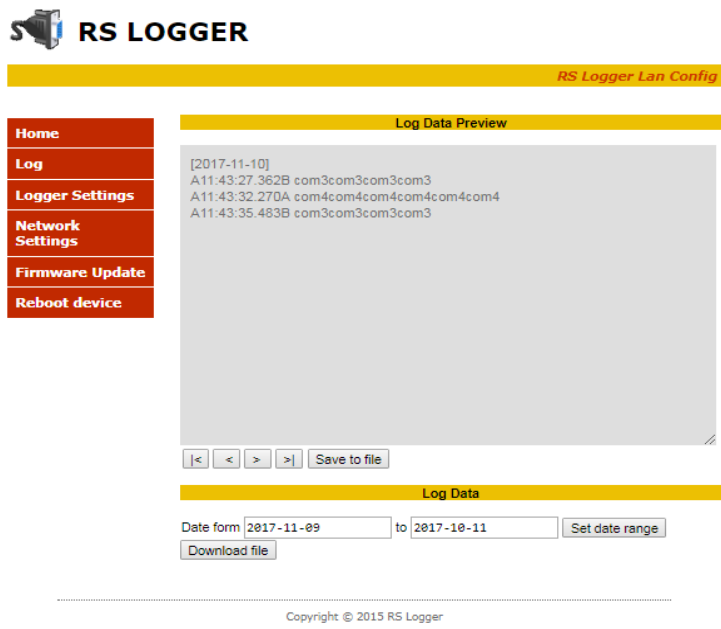 RS LOGGER
RS Logger Lan Config
Home
Log
Logger Settings
Network
Settings
Firmware Update
Reboot device
Log Data Preview
[2017-11-10]
A11:43:27.362B com3com3com3com3
A11:43:32.270A com4com4com4com4com4com4
A11:43:35.483B com3com3com3com3
|< < > >| Save to file
Log Data
Date form 2017-11-09 to 2017-10-11 Set date range
Download file
Copyright © 2015 RS Logger